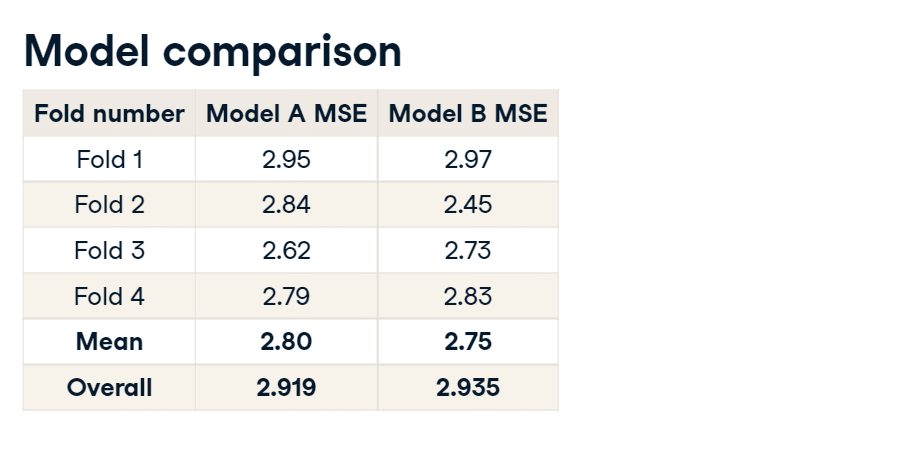 Model comparison
Fold number Model A MSE Model B MSE
Fold 1 2.95 2.97
Fold 2 2.84 2.45
Fold 3 2.62 2.73
Fold 4 2.79 2.83
Mean 2.80 2.75
Overall 2.919 2.935